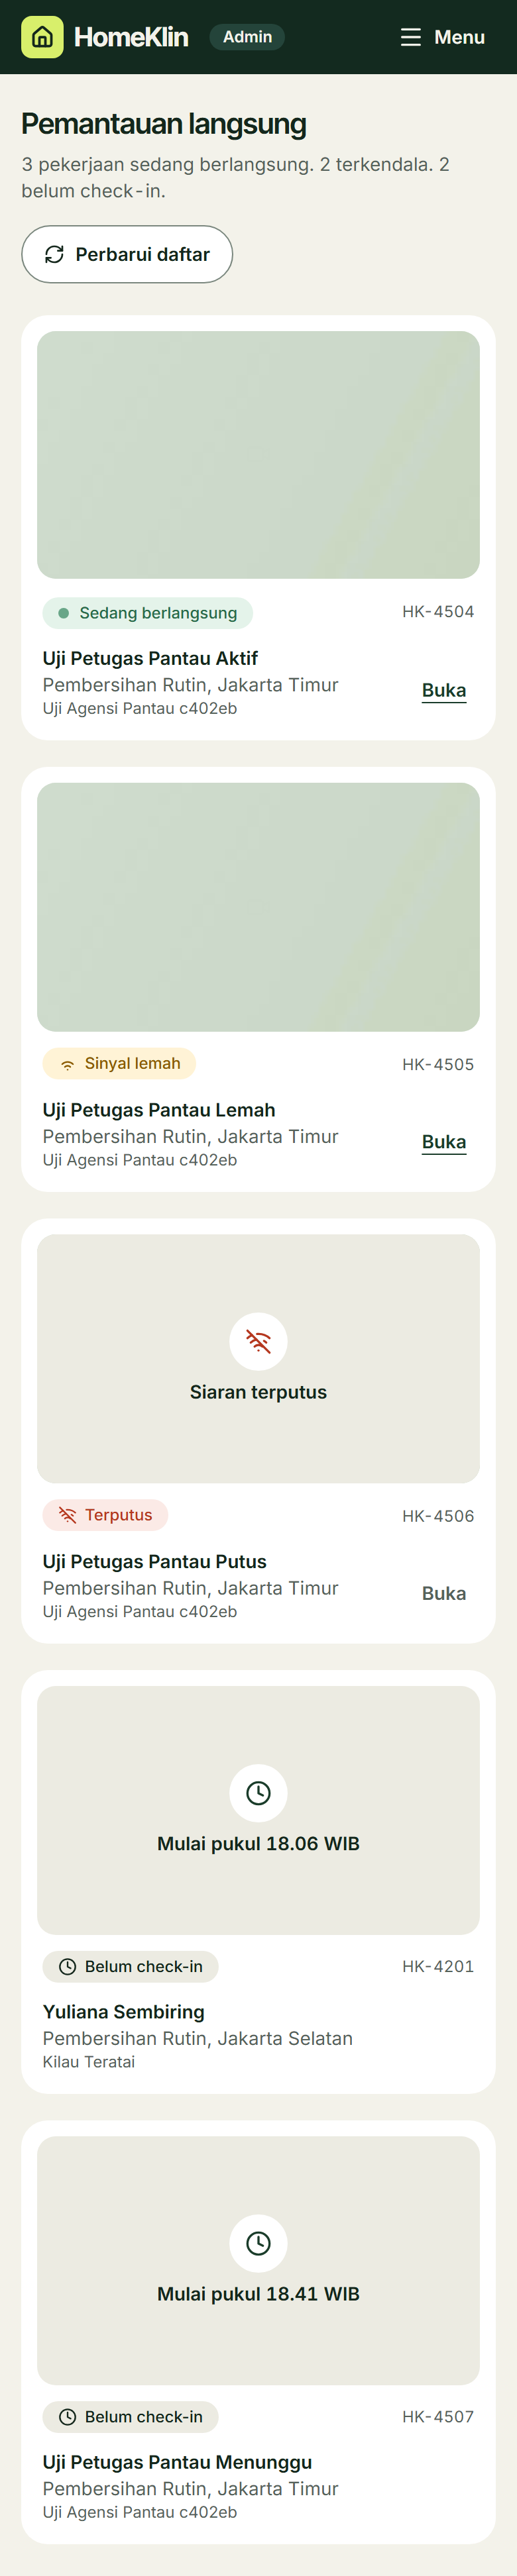 HomeKlin
Admin
Menu
Pemantauan langsung
3 pekerjaan sedang berlangsung. 2 terkendala. 2
belum check-in.
Perbarui daftar
Sedang berlangsung
HK-4504
Uji Petugas Pantau Aktif
Pembersihan Rutin, Jakarta Timur
Uji Agensi Pantau c402eb
Buka
Sinyal lemah
HK-4505
Uji Petugas Pantau Lemah
Pembersihan Rutin, Jakarta Timur
Uji Agensi Pantau c402eb
Buka
Siaran terputus
Terputus
HK-4506
Uji Petugas Pantau Putus
Pembersihan Rutin, Jakarta Timur
Uji Agensi Pantau c402eb
Buka
Mulai pukul 18.06 WIB
Belum check-in
HK-4201
Yuliana Sembiring
Pembersihan Rutin, Jakarta Selatan
Kilau Teratai
Mulai pukul 18.41 WIB
Belum check-in
HK-4507
Uji Petugas Pantau Menunggu
Pembersihan Rutin, Jakarta Timur
Uji Agensi Pantau c402eb